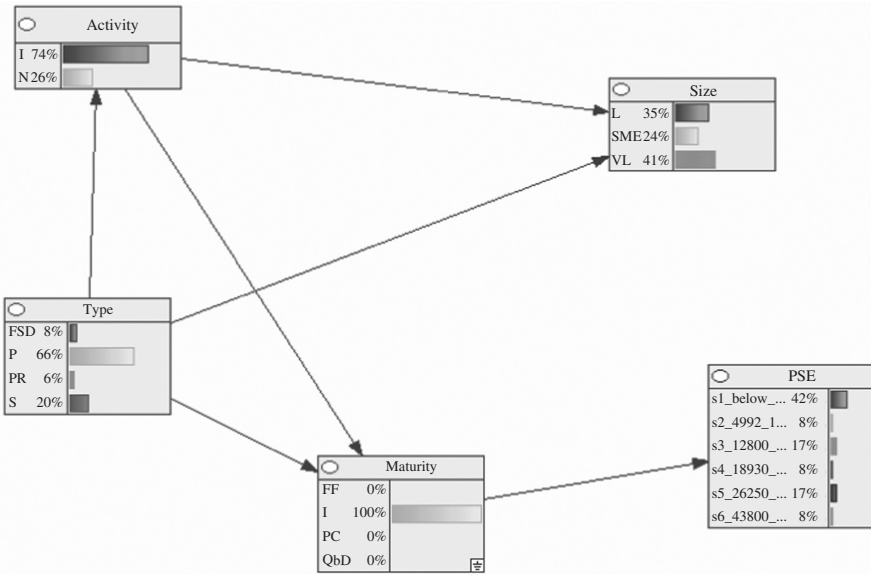 Activity
I 74%
N 26%
Size
L 35%
SME 24%
VL 41%
Type
FSD 8%
P 66%
PR 6%
S 20%
PSE
s1_below_... 42%
s2_4992_1... 8%
s3_12800_... 17%
s4_18930_... 8%
s5_26250_... 17%
s6_43800_... 8%
Maturity
FF 0%
I 100%
PC 0%
QbD 0%